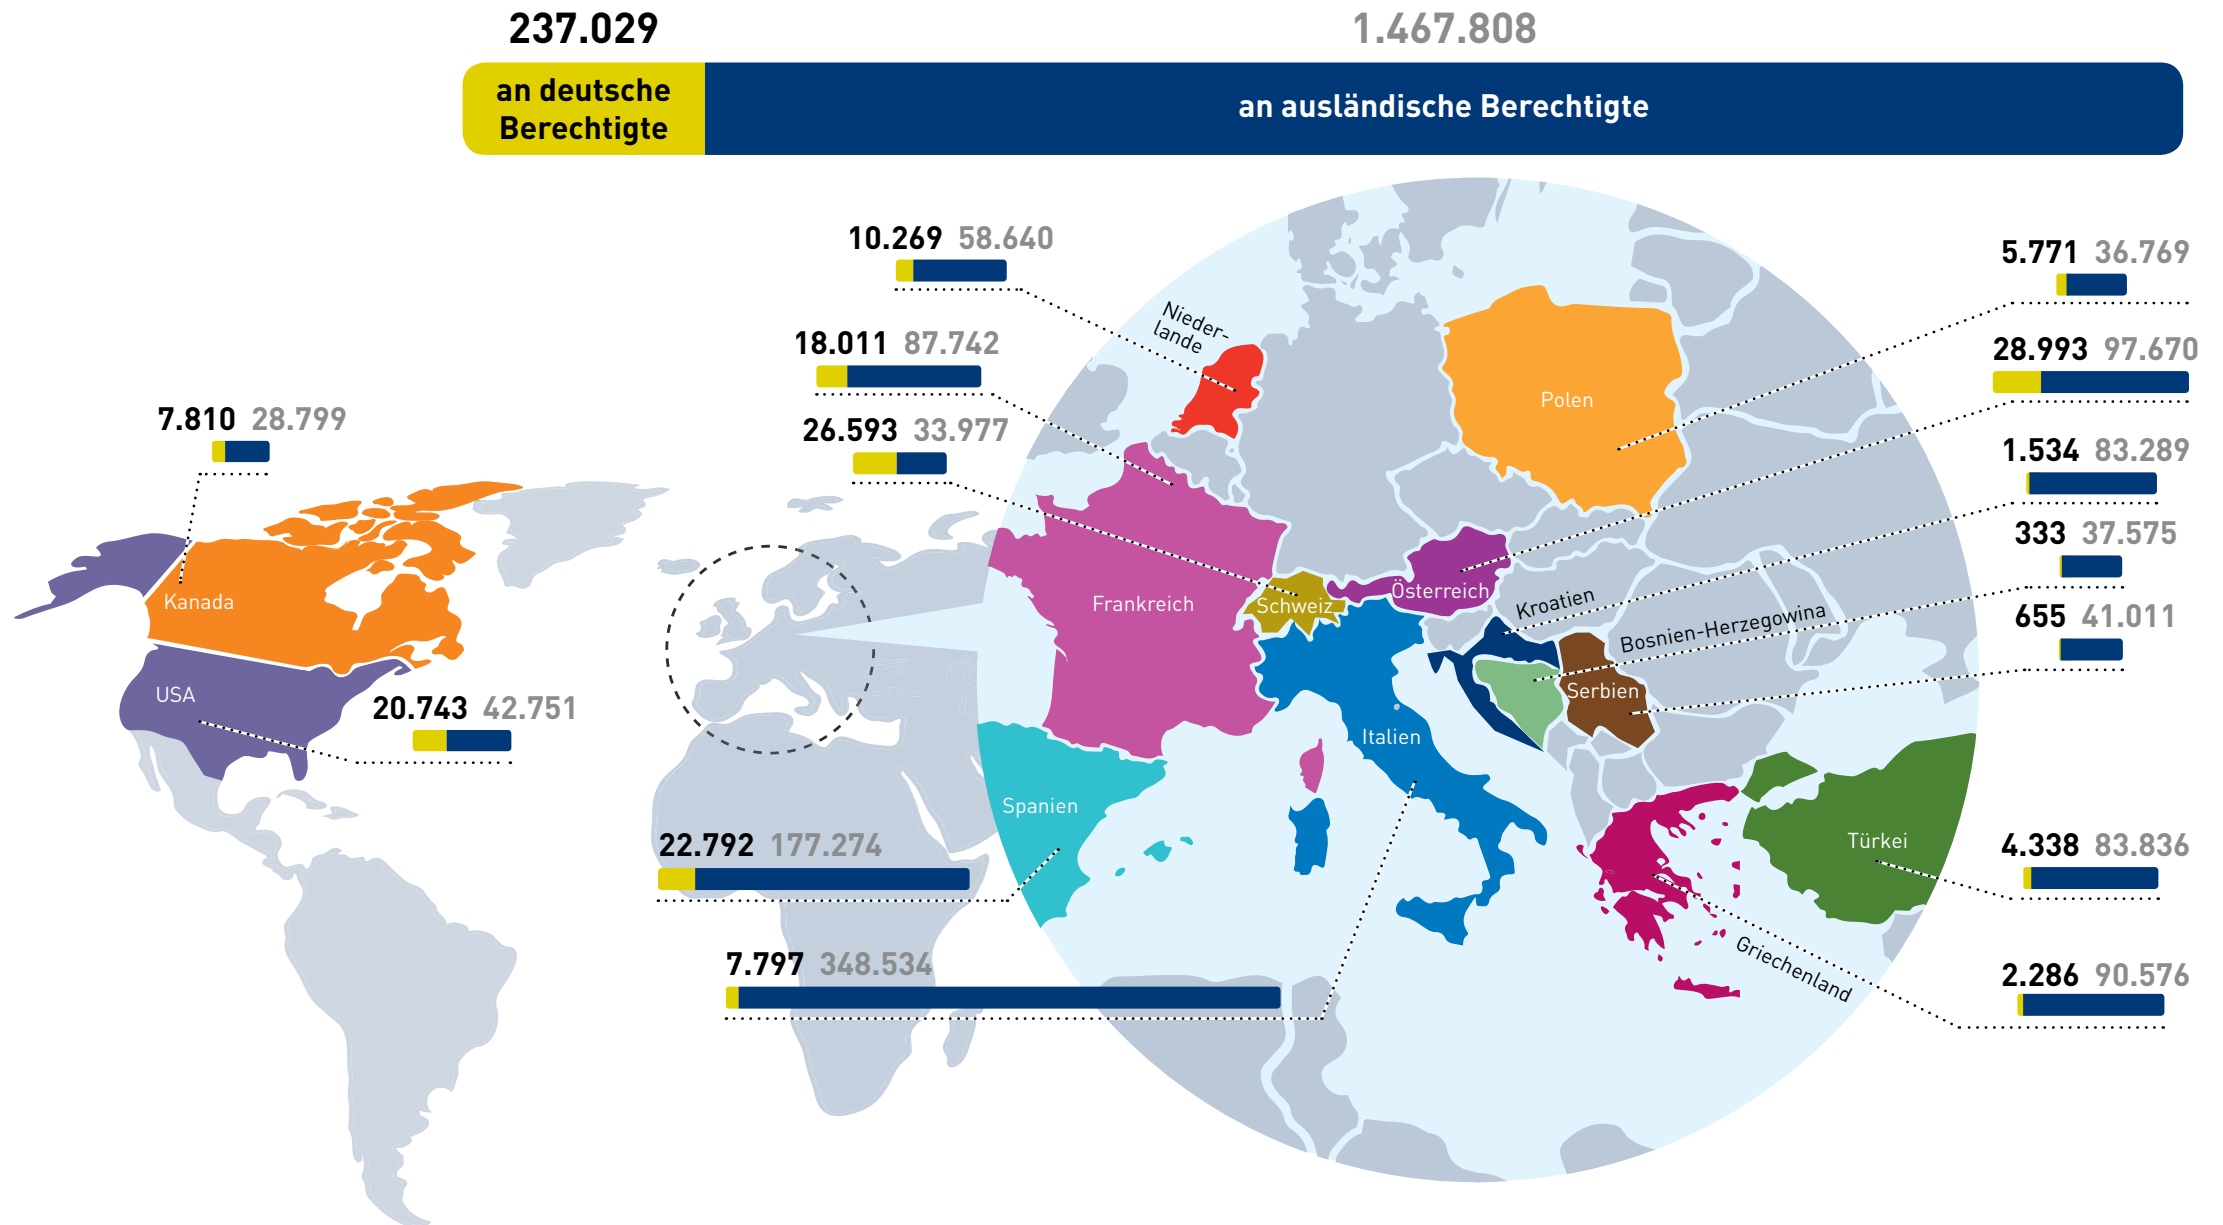 237.029 1.467.808
an deutsche
Berechtigte
an ausländische Berechtigte
10.269 58.640
18.011 87.742
26.593 33.977
7.810 28.799
20.743 42.751
22.792 177.274
7.797 348.534
5.771 36.769
28.993 97.670
1.534 83.289
333 37.575
655 41.011
4.338 83.836
2.286 90.576
Kanada
USA
Nieder-
lande
Polen
Frankreich
Schweiz
Österreich
Kroatien
Bosnien-Herzegowina
Serbien
Italien
Spanien
Türkei
Griechenland